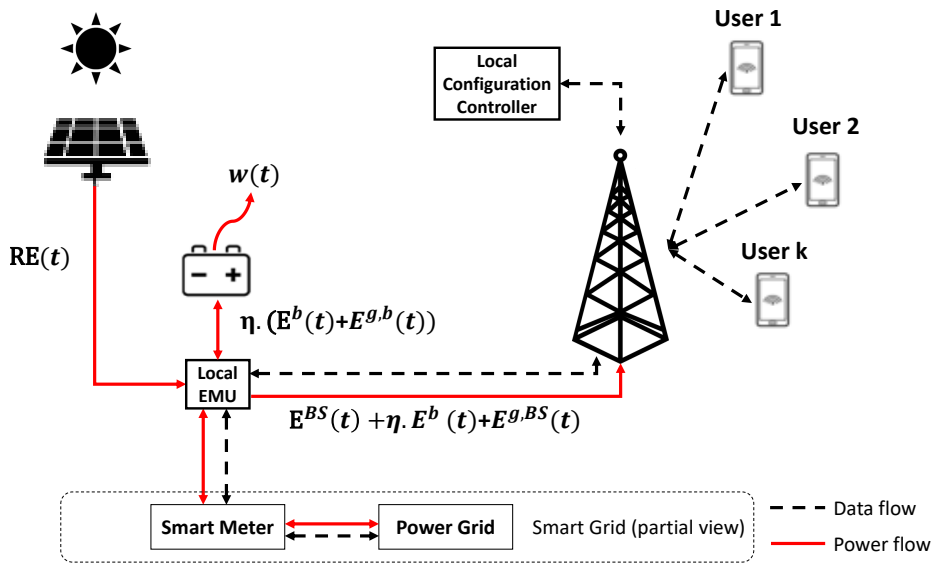 User 1
Local
Configuration
Controller
User 2
w(t)
RE(t)
User k
− +
η. (E^b(t)+E^{g,b}(t))
Local
EMU
E^{BS}(t) +η. E^b (t)+E^{g,BS}(t)
Smart Meter
Power Grid
Smart Grid (partial view)
Data flow
Power flow